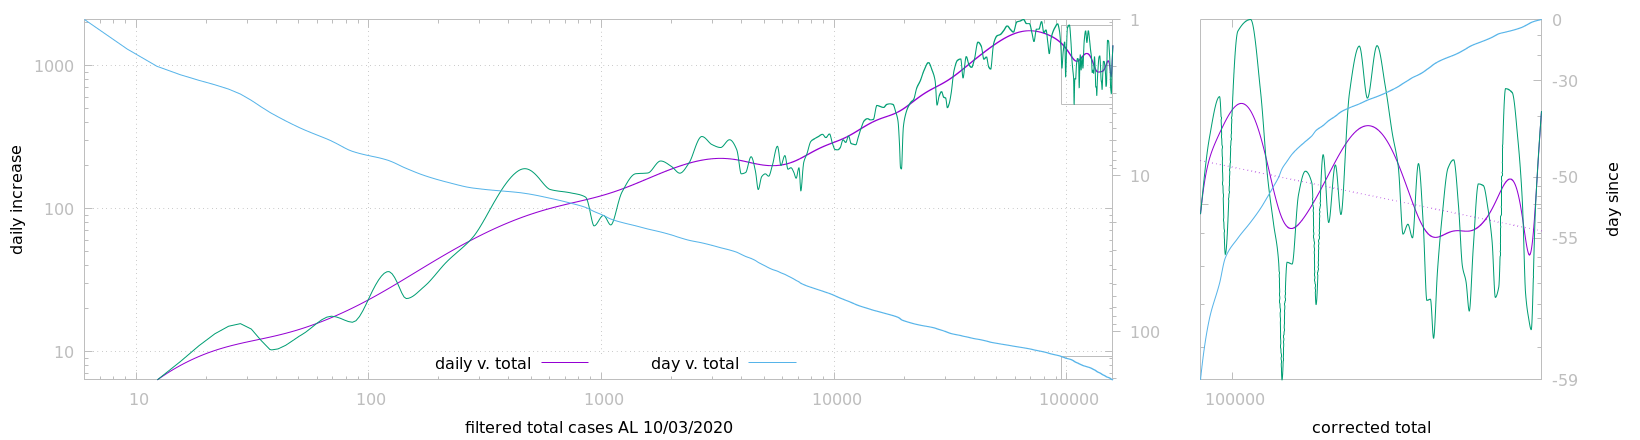 daily increase
1000
100
10
daily v. total
day v. total
10
100
1000
10000
100000
filtered total cases AL 10/03/2020
1
10
100
0
-30
-50
-55
-59
day since
100000
corrected total